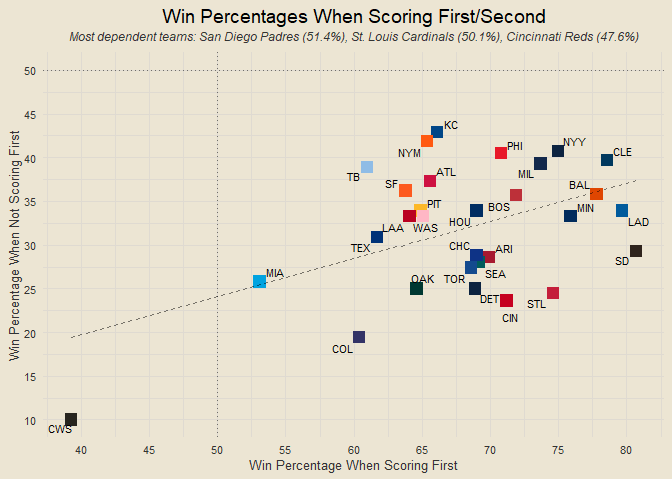 Win Percentages When Scoring First/Second
Most dependent teams: San Diego Padres (51.4%), St. Louis Cardinals (50.1%), Cincinnati Reds (47.6%)
Win Percentage When Not Scoring First
50
45
40
35
30
25
20
15
10
KC
NYM
PHI
NYY
CLE
MIL
TB
ATL
SF
BAL
PIT
BOS
MIN
LAA
WAS
HOU
LAD
TEX
CHC
ARI
SD
MIA
SEA
OAK
TOR
DET
STL
CIN
COL
CWS
40
45
50
55
60
65
70
75
80
Win Percentage When Scoring First